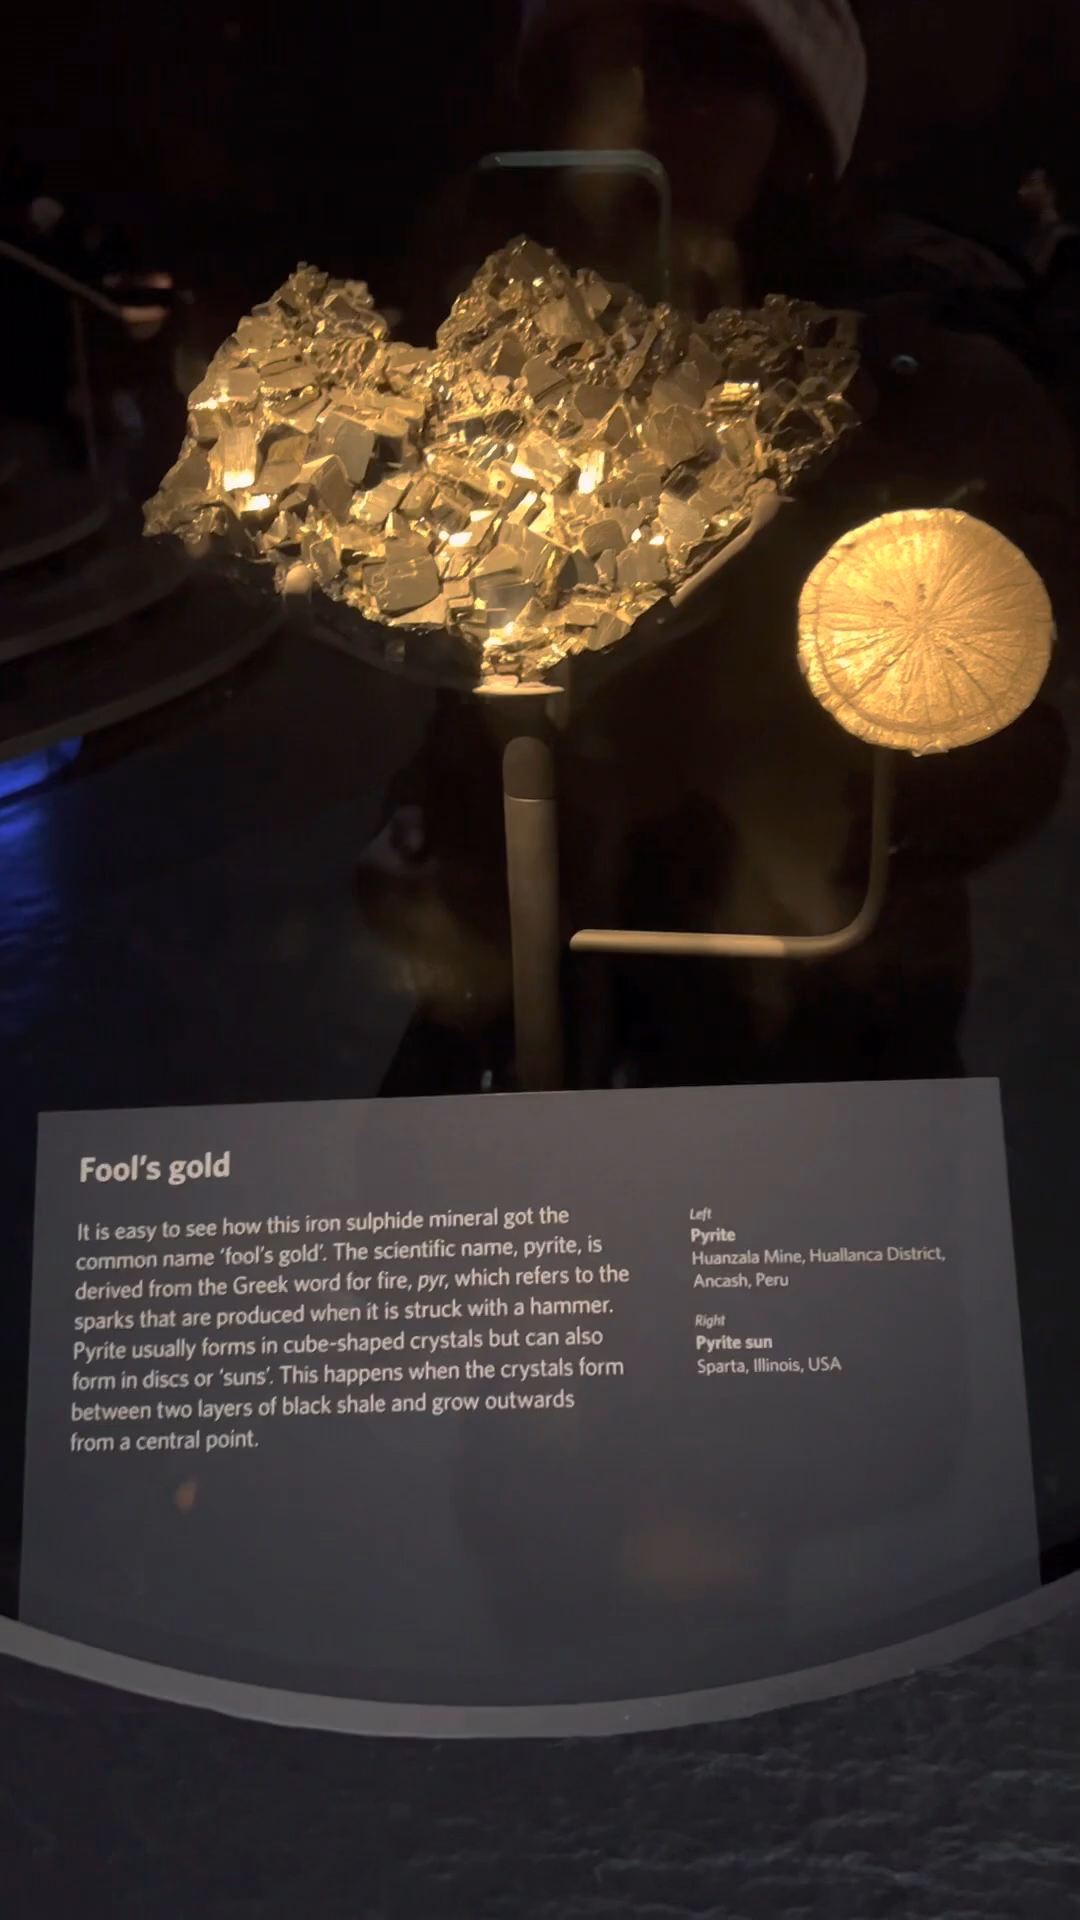 Fool's gold
It is easy to see how this iron sulphide mineral got the
common name 'fool's gold'. The scientific name, pyrite, is
derived from the Greek word for fire, pyr, which refers to the
sparks that are produced when it is struck with a hammer.
Pyrite usually forms in cube-shaped crystals but can also
form in discs or 'suns'. This happens when the crystals form
between two layers of black shale and grow outwards
from a central point.
Left
Pyrite
Huanzala Mine, Huallanca District,
Ancash, Peru
Right
Pyrite sun
Sparta, Illinois, USA